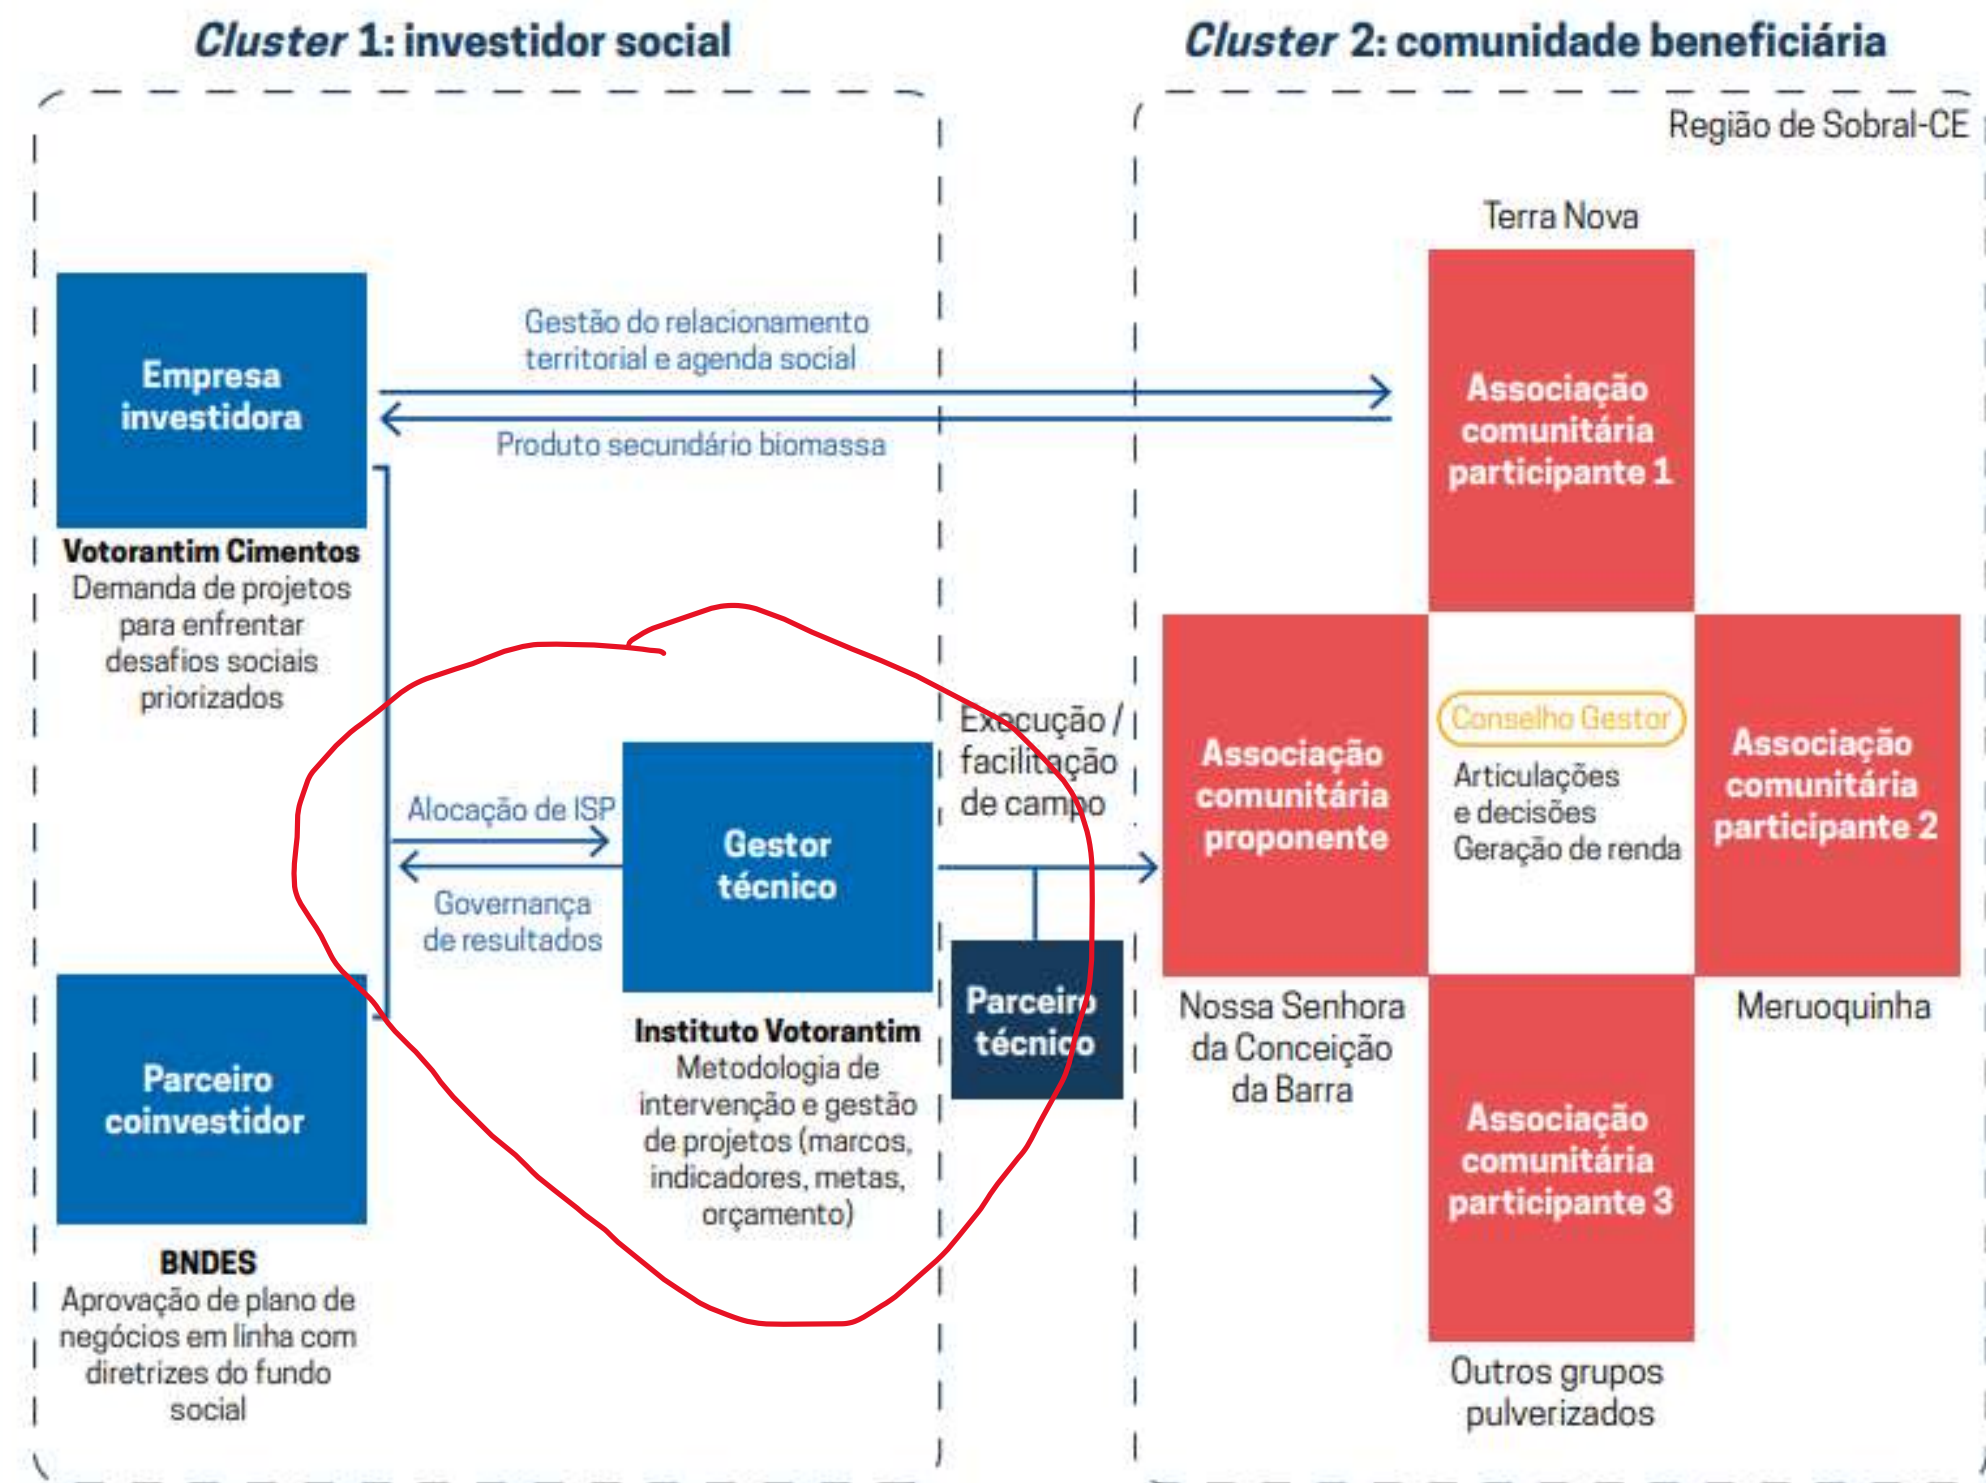 Cluster 1: investidor social
Cluster 2: comunidade beneficiária
Região de Sobral-CE
Empresa
investidora
Votorantim Cimentos
Demanda de projetos
para enfrentar
desafios sociais
priorizados
Gestão do relacionamento
territorial e agenda social
Produto secundário biomassa
Alocação de ISP
Governança
de resultados
Gestor
técnico
Instituto Votorantim
Metodologia de
intervenção e gestão
de projetos (marcos,
indicadores, metas,
orçamento)
Parceiro
coinvestidor
BNDES
Aprovação de plano de
negócios em linha com
diretrizes do fundo
social
Execução /
facilitação
de campo
Parceiro
técnico
Terra Nova
Associação
comunitária
participante 1
Associação
comunitária
proponente
Nossa Senhora
da Conceição
da Barra
Conselho Gestor
Articulações
e decisões
Geração de renda
Associação
comunitária
participante 2
Meruoquinha
Associação
comunitária
participante 3
Outros grupos
pulverizados